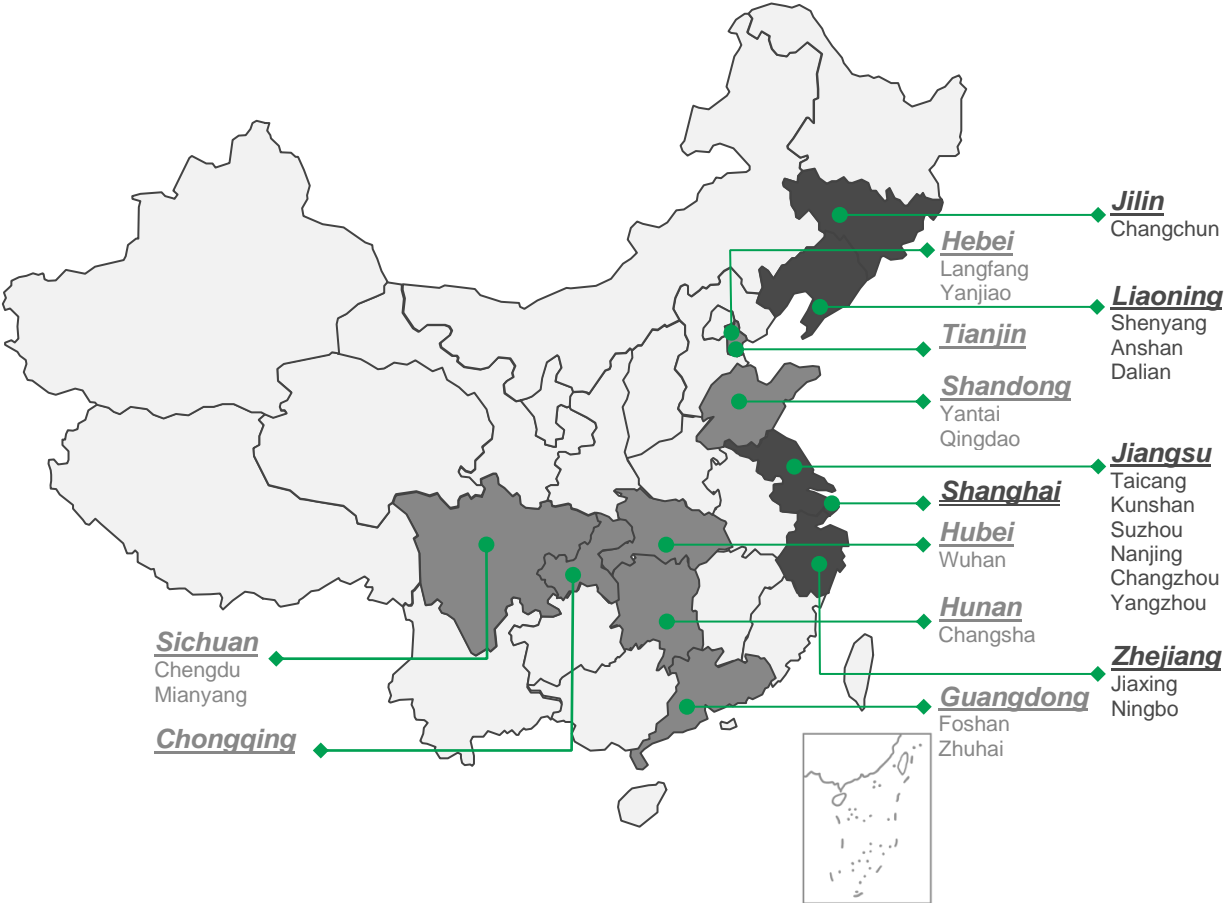 Jilin
Changchun
Hebei
Langfang
Yanjiao
Liaoning
Shenyang
Anshan
Dalian
Tianjin
Shandong
Yantai
Qingdao
Jiangsu
Taicang
Kunshan
Suzhou
Nanjing
Changzhou
Yangzhou
Shanghai
Hubei
Wuhan
Hunan
Changsha
Zhejiang
Jiaxing
Ningbo
Sichuan
Chengdu
Mianyang
Guangdong
Foshan
Zhuhai
Chongqing